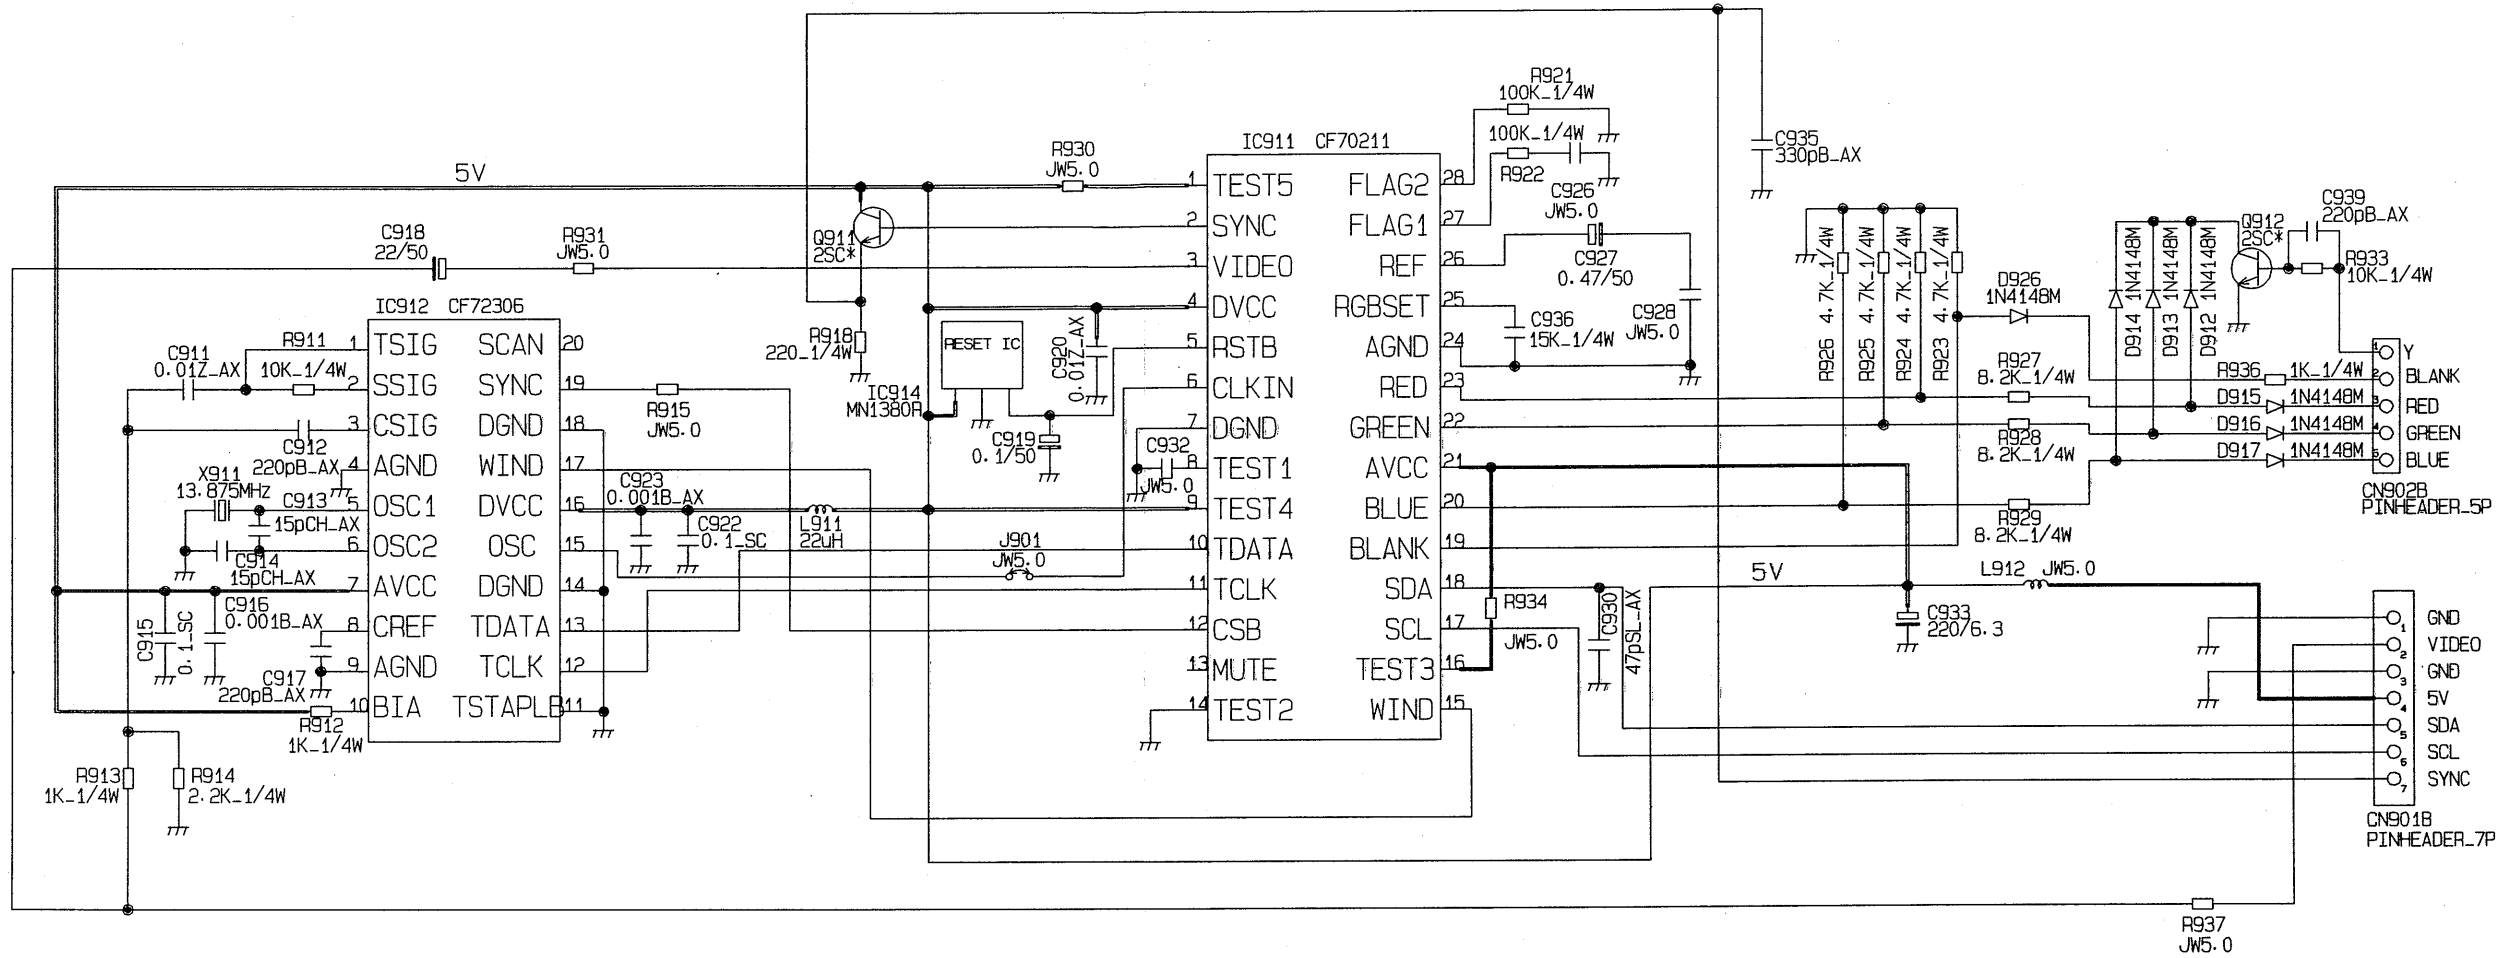 5V
C918
22/50
R931
JW5.0
Q911
2SC*
R930
JW5.0
IC911 CF70211
1 TEST5
2 SYNC
3 VIDEO
4 DVCC
5 RSTB
6 CLKIN
7 DGND
8 TEST1
9 TEST4
10 TDATA
11 TCLK
12 CSB
13 MUTE
14 TEST2
FLAG2 28
FLAG1 27
REF 26
RGBSET 25
AGND 24
RED 23
GREEN 22
AVCC 21
BLUE 20
BLANK 19
SDA 18
SCL 17
TEST3 16
WIND 15
IC912 CF72306
1 TSIG
2 SSIG
3 CSIG
4 AGND
5 OSC1
6 OSC2
7 AVCC
8 CREF
9 AGND
10 BIA
SCAN 20
SYNC 19
DGND 18
WIND 17
DVCC 16
OSC 15
DGND 14
TDATA 13
TCLK 12
TSTAPLB 11
R911
10K_1/4W
C911
0.01Z_AX
C912
220pB_AX
X911
13.875MHz
C913
15pCH_AX
C914
15pCH_AX
C915
0.1_SC
C916
0.001B_AX
C917
220pB_AX
R912
1K_1/4W
R913
1K_1/4W
R914
2.2K_1/4W
R915
JW5.0
C923
0.001B_AX
C922
0.1_SC
L911
22uH
R918
220_1/4W
IC914
MN1380R
RESET IC
C919
0.1/50
C920
0.01Z_AX
C932
JW5.0
J901
JW5.0
R921
100K_1/4W
100K_1/4W
R922
C926
JW5.0
C927
0.47/50
C928
JW5.0
C936
15K_1/4W
C935
330pB_AX
R934
JW5.0
C930
47pSL_AX
5V
C933
220/6.3
L912 JW5.0
R926 4.7K_1/4W
R925 4.7K_1/4W
R924 4.7K_1/4W
R923 4.7K_1/4W
D926
1N4148M
R927
8.2K_1/4W
R928
8.2K_1/4W
R929
8.2K_1/4W
D914 1N4148M
D913 1N4148M
D912 1N4148M
Q912
2SC*
C939
220pB_AX
R933
10K_1/4W
R936 1K_1/4W
D915 1N4148M
D916 1N4148M
D917 1N4148M
1 Y
2 BLANK
3 RED
4 GREEN
5 BLUE
CN902B
PINHEADER_5P
1 GND
2 VIDEO
3 GND
4 5V
5 SDA
6 SCL
7 SYNC
CN901B
PINHEADER_7P
R937
JW5.0